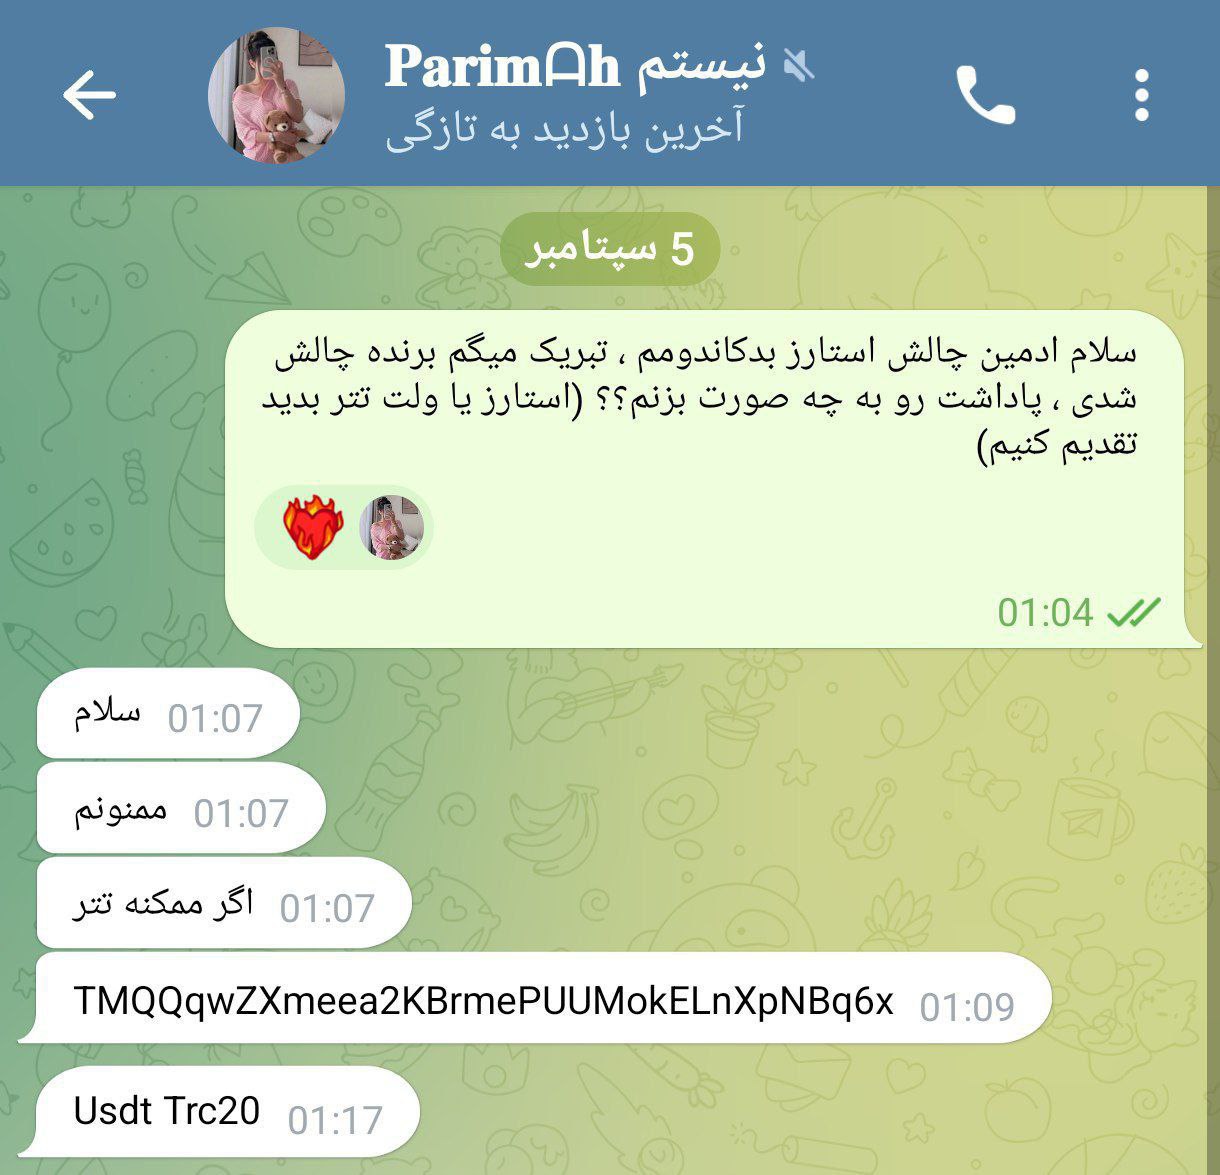 Parimᗩh نیستم
آخرین بازدید به تازگی
5 سپتامبر
سلام ادمین چالش استارز بدکاندومم ، تبریک میگم برنده چالش
شدی ، پاداشت رو به چه صورت بزنم؟؟ (استارز یا ولت تتر بدید
تقدیم کنیم)
01:04
سلام 01:07
ممنونم 01:07
اگر ممکنه تتر 01:07
TMQQqwZXmeea2KBrmePUUMokELnXpNBq6x 01:09
Usdt Trc20 01:17